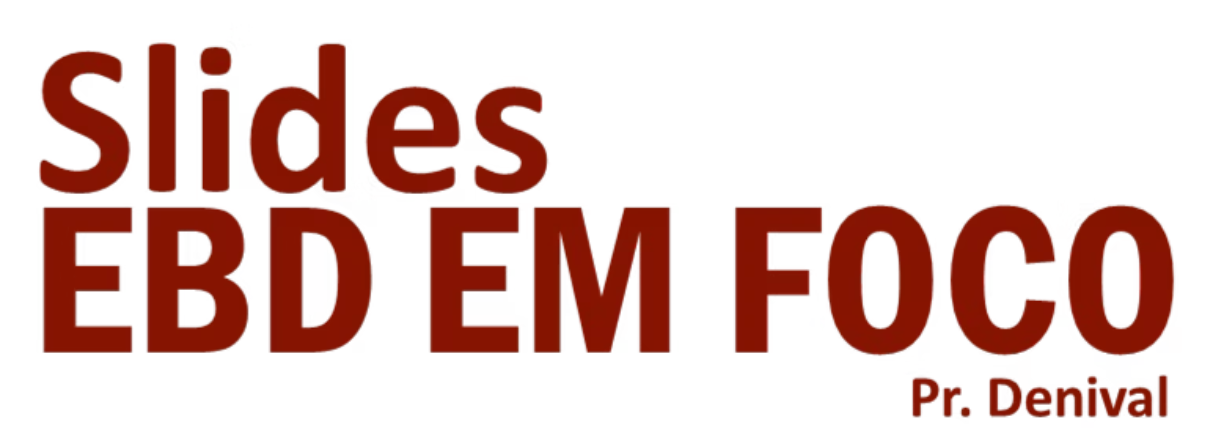 Slides
EBD EM FOCO
Pr. Denival